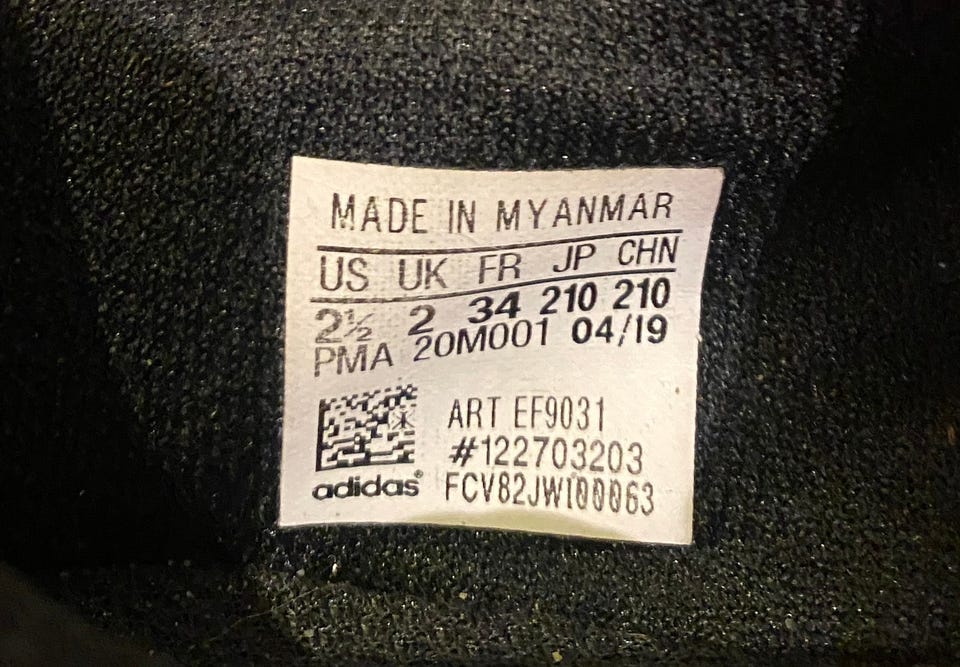 MADE IN MYANMAR
US UK FR JP CHN
2½ 2 34 210 210
PMA 20M001 04/19
ART EF9031
#122703203
adidas® FCV82JWI00063